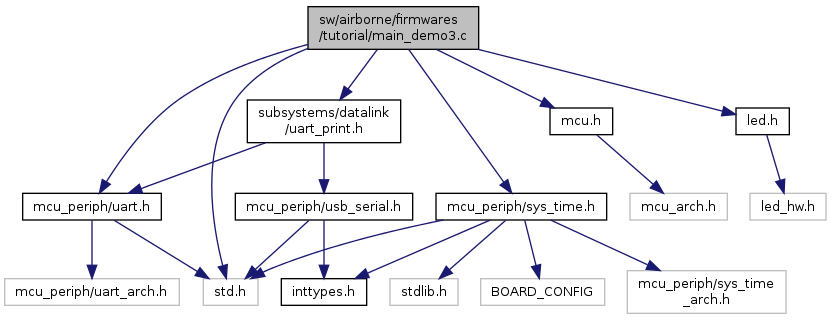 sw/airborne/firmwares
/tutorial/main_demo3.c
subsystems/datalink
/uart_print.h
mcu.h
led.h
mcu_periph/uart.h
mcu_periph/usb_serial.h
mcu_periph/sys_time.h
mcu_arch.h
led_hw.h
mcu_periph/uart_arch.h
std.h
inttypes.h
stdlib.h
BOARD_CONFIG
mcu_periph/sys_time
_arch.h